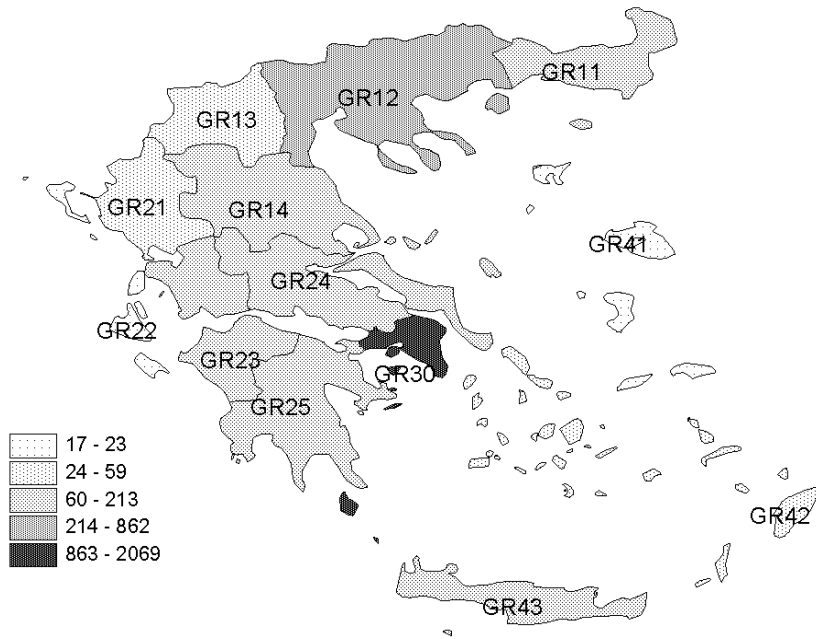 GR11
GR12
GR13
GR21
GR14
GR41
GR24
GR22
GR23
GR30
GR25
17 - 23
24 - 59
60 - 213
214 - 862
863 - 2069
GR42
GR43